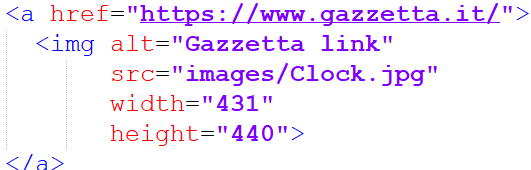 <a href="https://www.gazzetta.it/">
<img alt="Gazzetta link"
src="images/Clock.jpg"
width="431"
height="440">
</a>